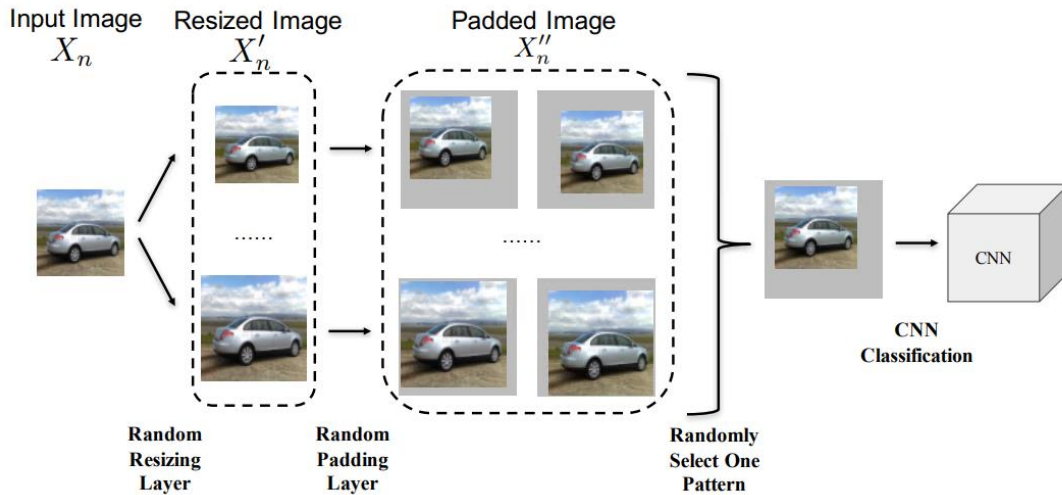 Input Image
Resized Image
Padded Image
X_n
X'_n
X''_n
......
......
CNN
CNN
Classification
Random
Resizing
Layer
Random
Padding
Layer
Randomly
Select One
Pattern